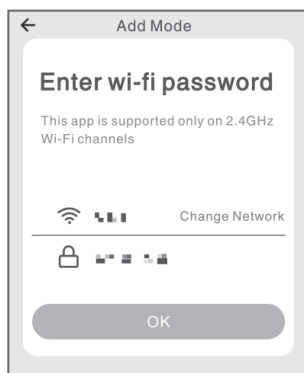 Add Mode
Enter wi-fi password
This app is supported only on 2.4GHz
Wi-Fi channels
Change Network
OK